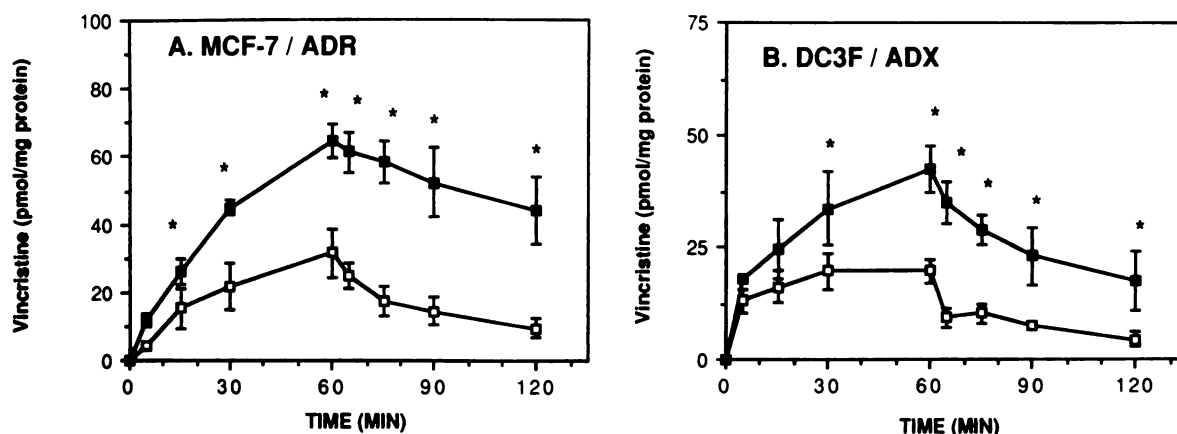 A. MCF-7 / ADR
Vincristine (pmol/mg protein)
100
80
60
40
20
0
0 30 60 90 120
TIME (MIN)
* * * * * * *
B. DC3F / ADX
Vincristine (pmol/mg protein)
75
50
25
0
0 30 60 90 120
TIME (MIN)
* * * * * *